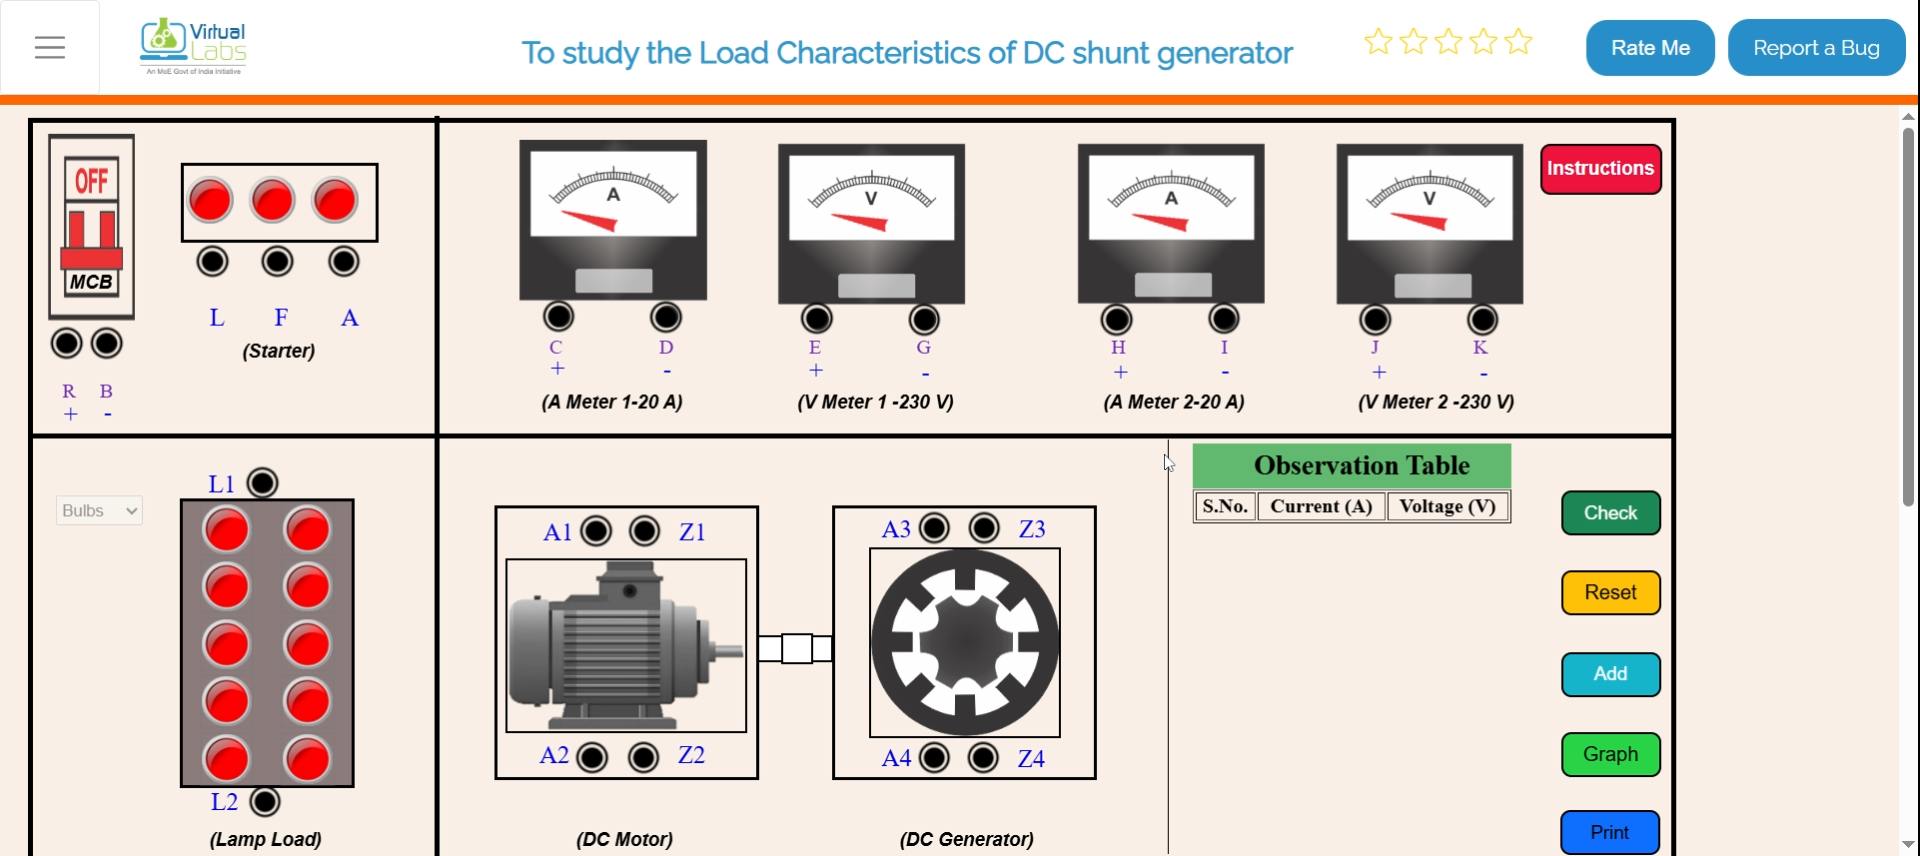 Virtual
Labs
An MoE Govt of India Initiative
To study the Load Characteristics of DC shunt generator
Rate Me
Report a Bug
OFF
MCB
R B
+ -
L F A
(Starter)
A
C D
+ -
(A Meter 1-20 A)
V
E G
+ -
(V Meter 1 -230 V)
A
H I
+ -
(A Meter 2-20 A)
V
J K
+ -
(V Meter 2 -230 V)
Instructions
Bulbs
L1
L2
(Lamp Load)
A1 Z1
A2 Z2
(DC Motor)
A3 Z3
A4 Z4
(DC Generator)
Observation Table
S.No. Current (A) Voltage (V)
Check
Reset
Add
Graph
Print